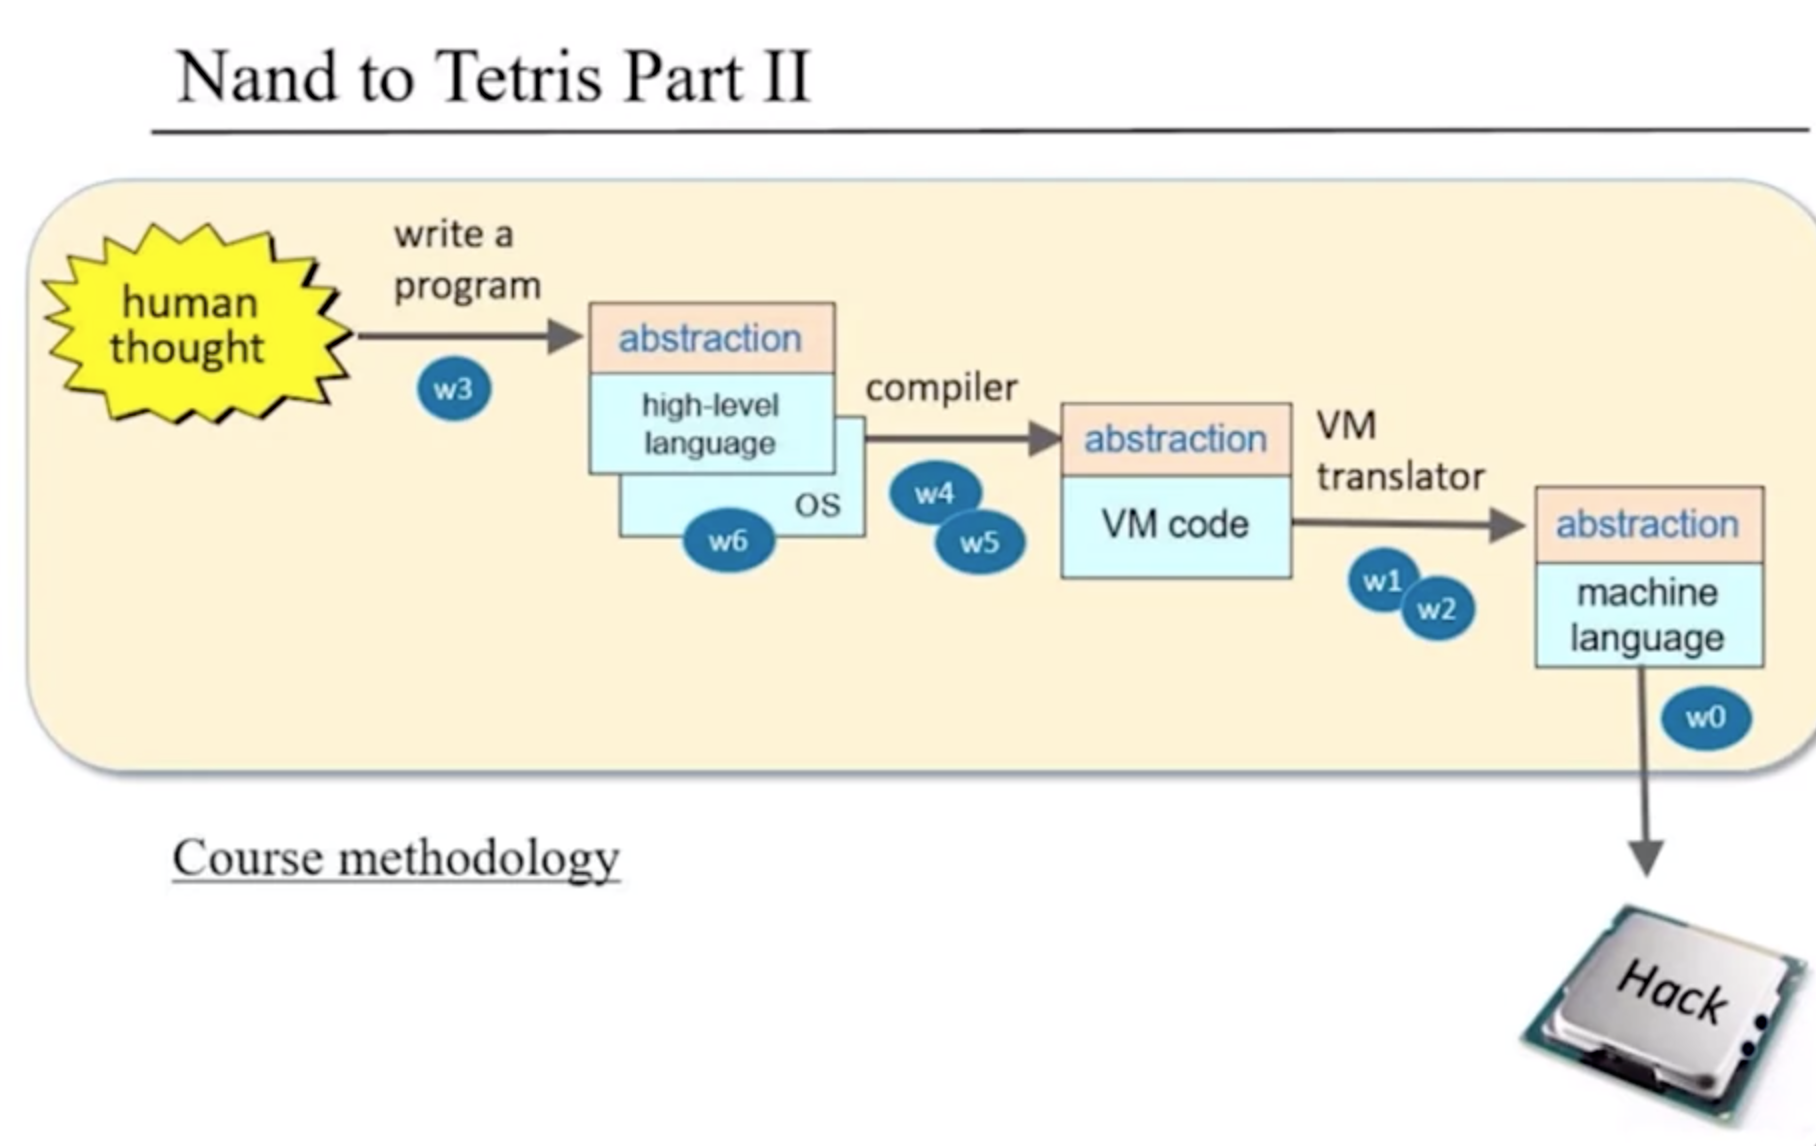 Nand to Tetris Part II
human
thought
write a
program
w3
abstraction
high-level
language
OS
w6
compiler
w4
w5
abstraction
VM code
VM
translator
w1
w2
abstraction
machine
language
w0
Course methodology
Hack